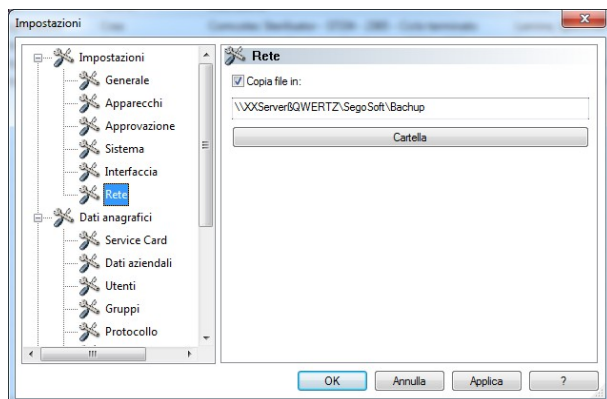 Impostazioni
Impostazioni
Generale
Apparecchi
Approvazione
Sistema
Interfaccia
Rete
Dati anagrafici
Service Card
Dati aziendali
Utenti
Gruppi
Protocollo
Rete
Copia file in:
\\XXServerßQWERTZ\SegoSoft\Bachup
Cartella
OK
Annulla
Applica
?